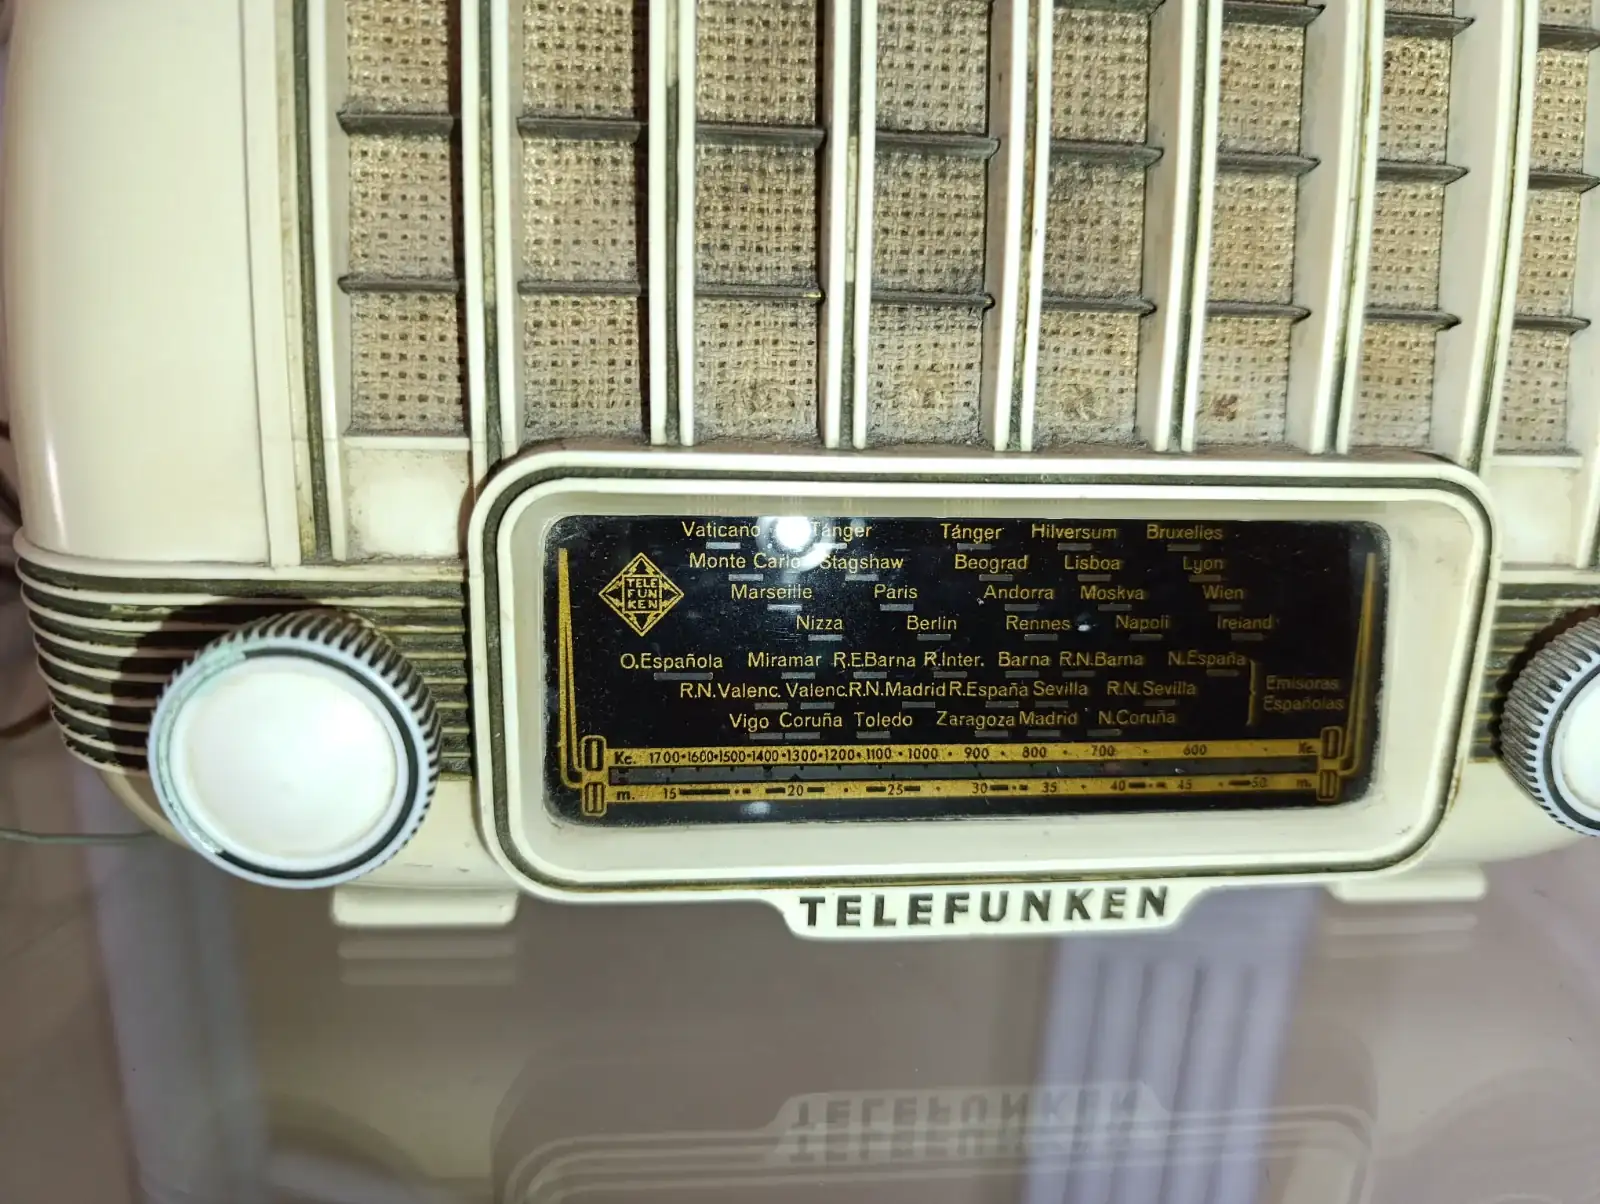 Vaticano Tánger Tánger Hilversum Bruxelles
Monte Carlo Stagshaw Beograd Lisboa Lyon
TELE
FUN
KEN
Marseille Paris Andorra Moskva Wien
Nizza Berlin Rennes Napoli Ireland
O.Española Miramar R.E.Barna R.Inter. Barna R.N.Barna N.España
R.N.Valenc. Valenc. R.N.Madrid R.España Sevilla R.N.Sevilla
Emisoras
Españolas
Vigo Coruña Toledo Zaragoza Madrid N.Coruña
Kc. 1700•1600•1500•1400•1300•1200•1100•1000•900•800•700•600 Kc.
m. 15 20 25 30 35 40 45 50 m.
TELEFUNKEN